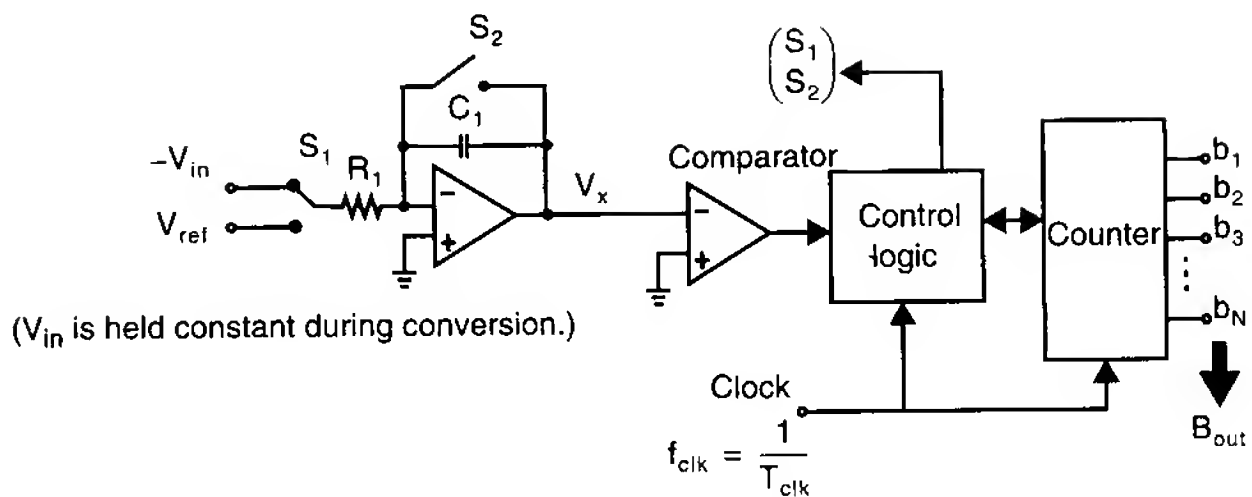 S2
(S1
S2)
C1
S1
–Vin
R1
Comparator
b1
Vx
b2
Vref
Control
logic
Counter
b3
bN
(Vin is held constant during conversion.)
Clock
fclk = 1/Tclk
Bout